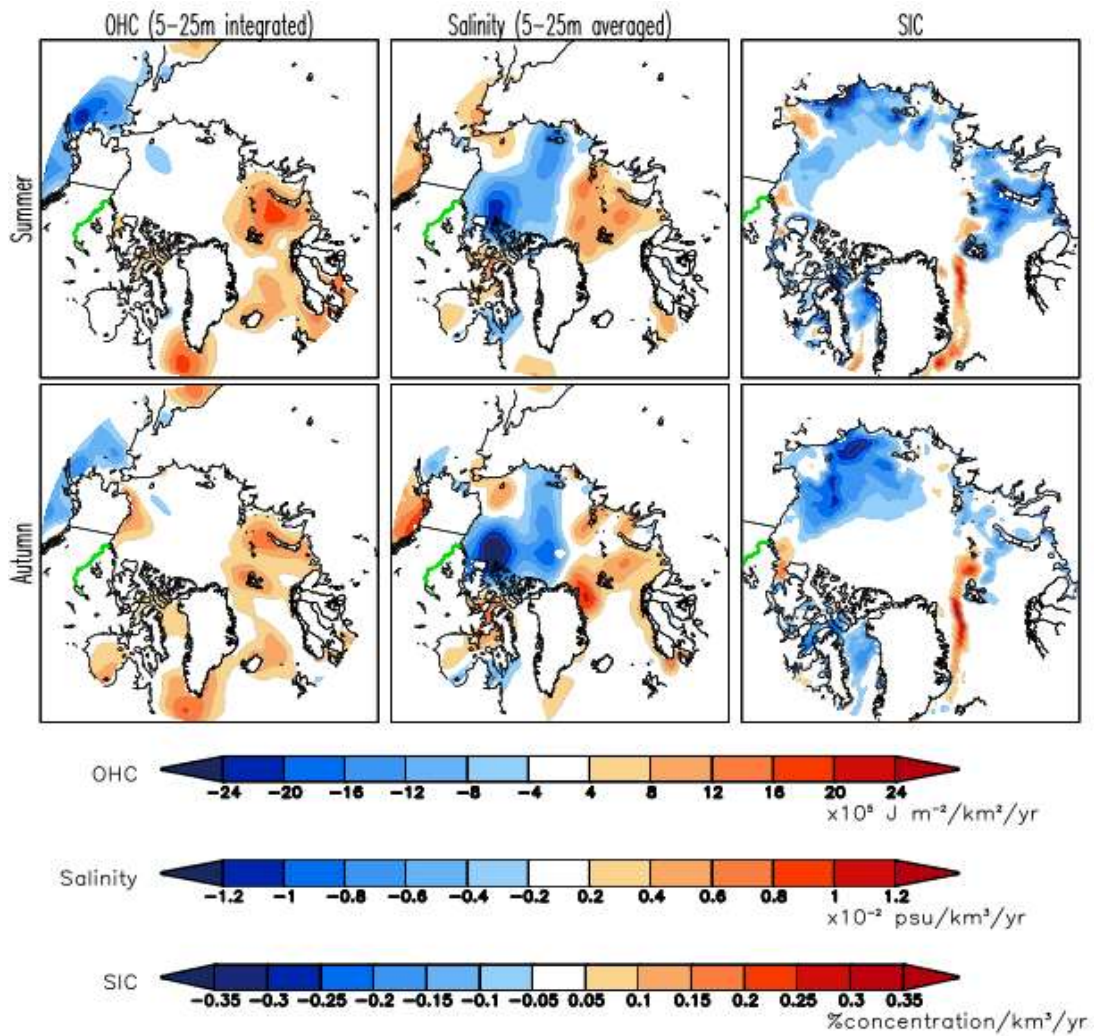 OHC (5-25m integrated)
Salinity (5-25m averaged)
SIC
Summer
Autumn
OHC
-24 -20 -16 -12 -8 -4 4 8 12 16 20 24
x10⁵ J m⁻²/km²/yr
Salinity
-1.2 -1 -0.8 -0.6 -0.4 -0.2 0.2 0.4 0.6 0.8 1 1.2
x10⁻² psu/km³/yr
SIC
-0.35 -0.3 -0.25 -0.2 -0.15 -0.1 -0.05 0.05 0.1 0.15 0.2 0.25 0.3 0.35
%concentration/km³/yr